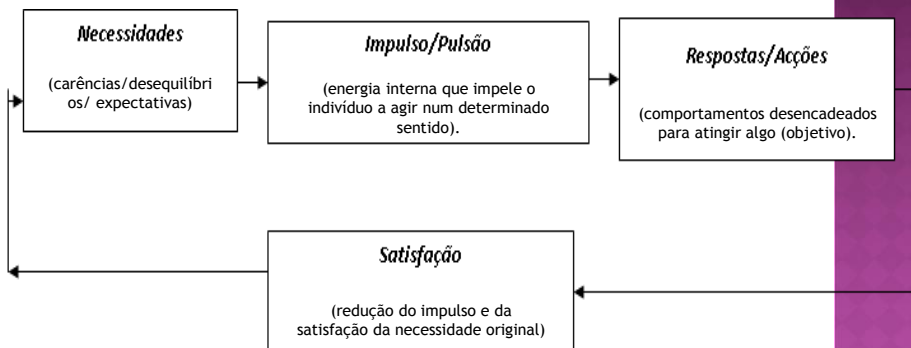 Necessidades
(carências/desequilíbri
os/ expectativas)
Impulso/Pulsão
(energia interna que impele o
indivíduo a agir num determinado
sentido).
Respostas/Acções
(comportamentos desencadeados
para atingir algo (objetivo).
Satisfação
(redução do impulso e da
satisfação da necessidade original)